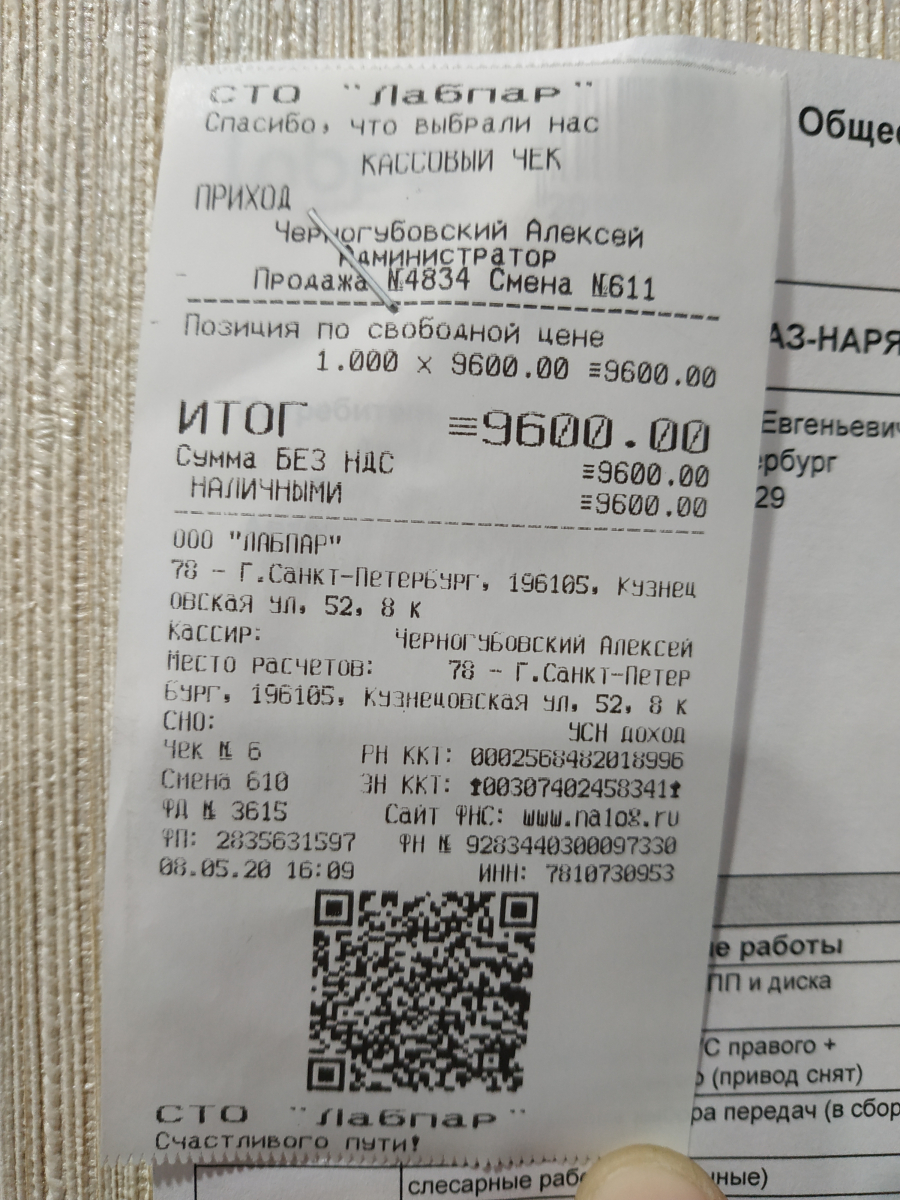 СТО "Лабпар"
Спасибо, что выбрали нас
КАССОВЫЙ ЧЕК
ПРИХОД
Черногубовский Алексей
Администратор
Продажа №4834 Смена №611
Позиция по свободной цене
1.000 x 9600.00 ≡9600.00
ИТОГ ≡9600.00
Сумма БЕЗ НДС ≡9600.00
НАЛИЧНЫМИ ≡9600.00
ООО "ЛАБПАР"
78 - Г.Санкт-Петербург, 196105, Кузнец
овская ул, 52, 8 к
Кассир: Черногубовский Алексей
Место расчетов: 78 - Г.Санкт-Петер
бург, 196105, Кузнецовская ул, 52, 8 к
СНО: УСН доход
Чек № 6 РН ККТ: 0002568482018996
Смена 610 ЗН ККТ: 00307402458341
ФД № 3615 Сайт ФНС: www.nalog.ru
ФП: 2835631597 ФН № 9283440300097330
08.05.20 16:09 ИНН: 7810730953
СТО "Лабпар"
Счастливого пути!
Общес
АЗ-НАРЯ
Евгеньевич
рбург
29
е работы
ПП и диска
С правого +
(привод снят)
ра передач (в сбор
слесарные раб ные)